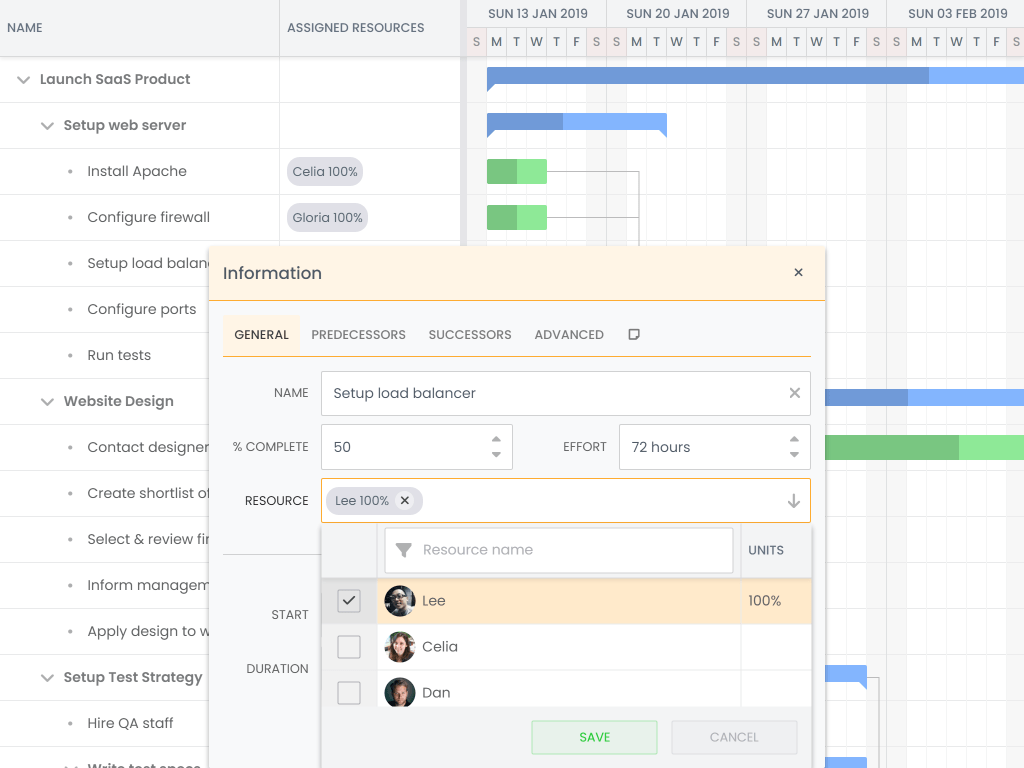 NAME
ASSIGNED RESOURCES
SUN 13 JAN 2019
SUN 20 JAN 2019
SUN 27 JAN 2019
SUN 03 FEB 2019
S M T W T F S S M T W T F S S M T W T F S S M T W T F S
Launch SaaS Product
Setup web server
Install Apache
Celia 100%
Configure firewall
Gloria 100%
Setup load balan
Configure ports
Run tests
Website Design
Contact designer
Create shortlist of
Select & review fir
Inform managem
Apply design to w
Setup Test Strategy
Hire QA staff
Write test specs
Information
GENERAL
PREDECESSORS
SUCCESSORS
ADVANCED
NAME
Setup load balancer
% COMPLETE
50
EFFORT
72 hours
RESOURCE
Lee 100%
Resource name
UNITS
Lee
100%
START
Celia
DURATION
Dan
SAVE
CANCEL